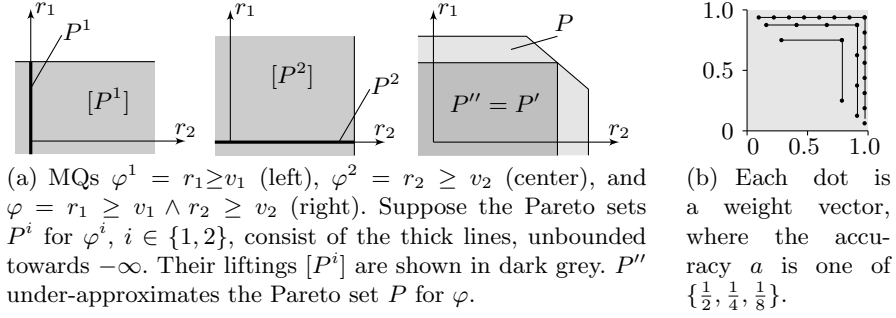 r₁
P¹
[P¹]
r₂
r₁
[P²]
P²
r₂
r₁
P
P″ = P′
r₂
1.0
0.5
0
0
0.5
1.0
(a) MQs φ¹ = r₁≥v₁ (left), φ² = r₂ ≥ v₂ (center), and
φ = r₁ ≥ v₁ ∧ r₂ ≥ v₂ (right). Suppose the Pareto sets
Pⁱ for φⁱ, i ∈ {1, 2}, consist of the thick lines, unbounded
towards −∞. Their liftings [Pⁱ] are shown in dark grey. P″
under-approximates the Pareto set P for φ.
(b) Each dot is
a weight vector,
where the accu-
racy a is one of
{1/2, 1/4, 1/8}.